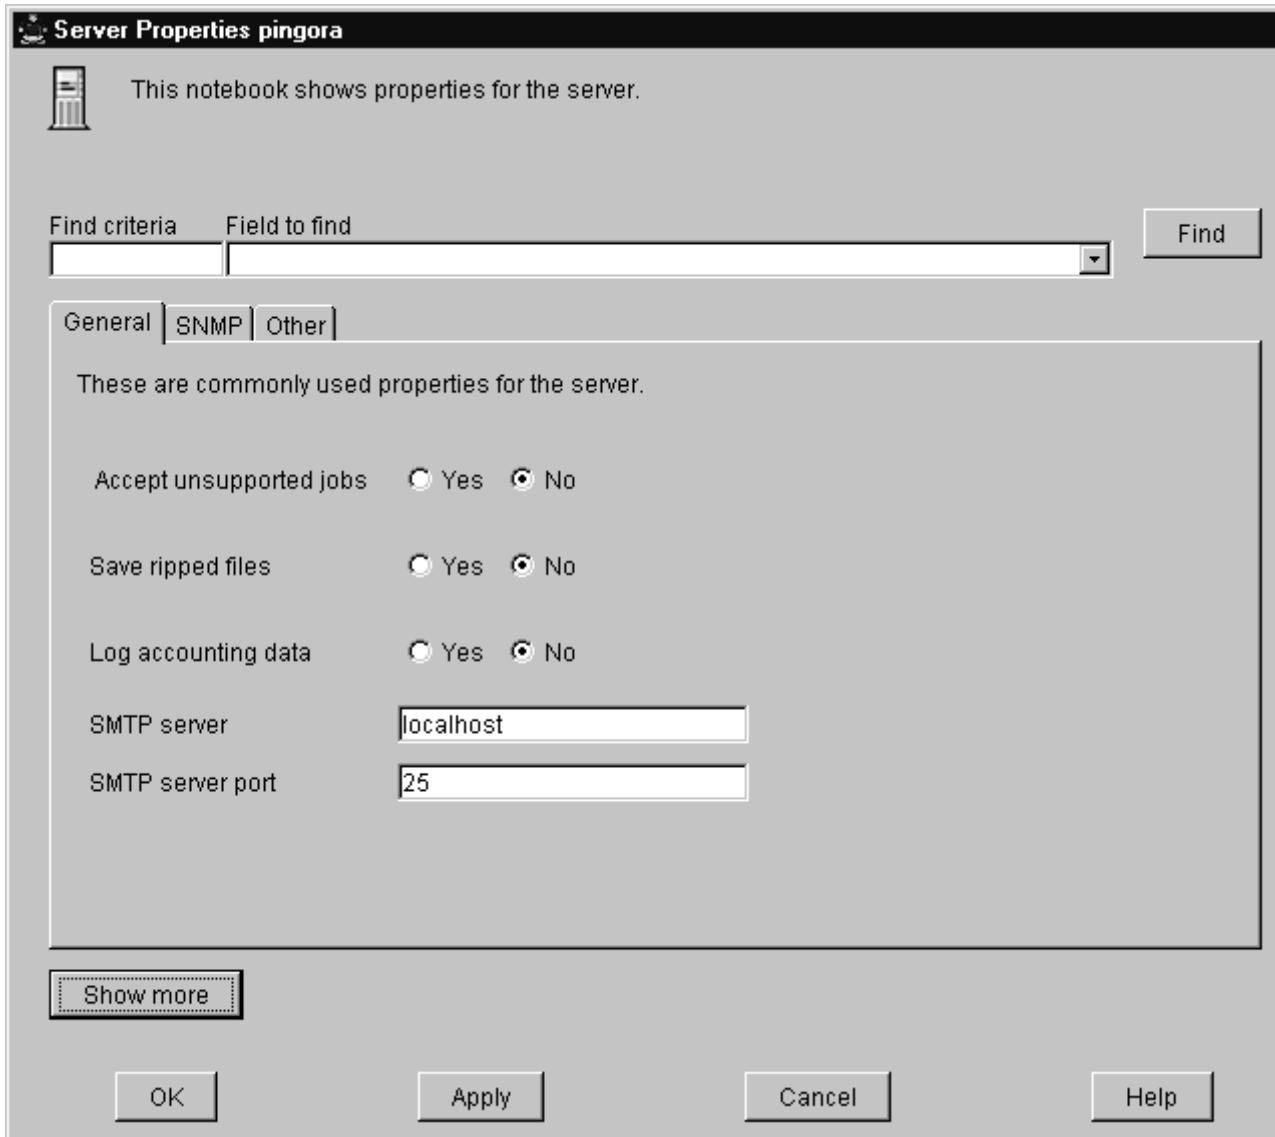 Server Properties pingora
This notebook shows properties for the server.
Find criteria Field to find
Find
General SNMP Other
These are commonly used properties for the server.
Accept unsupported jobs Yes No
Save ripped files Yes No
Log accounting data Yes No
SMTP server localhost
SMTP server port 25
Show more
OK Apply Cancel Help